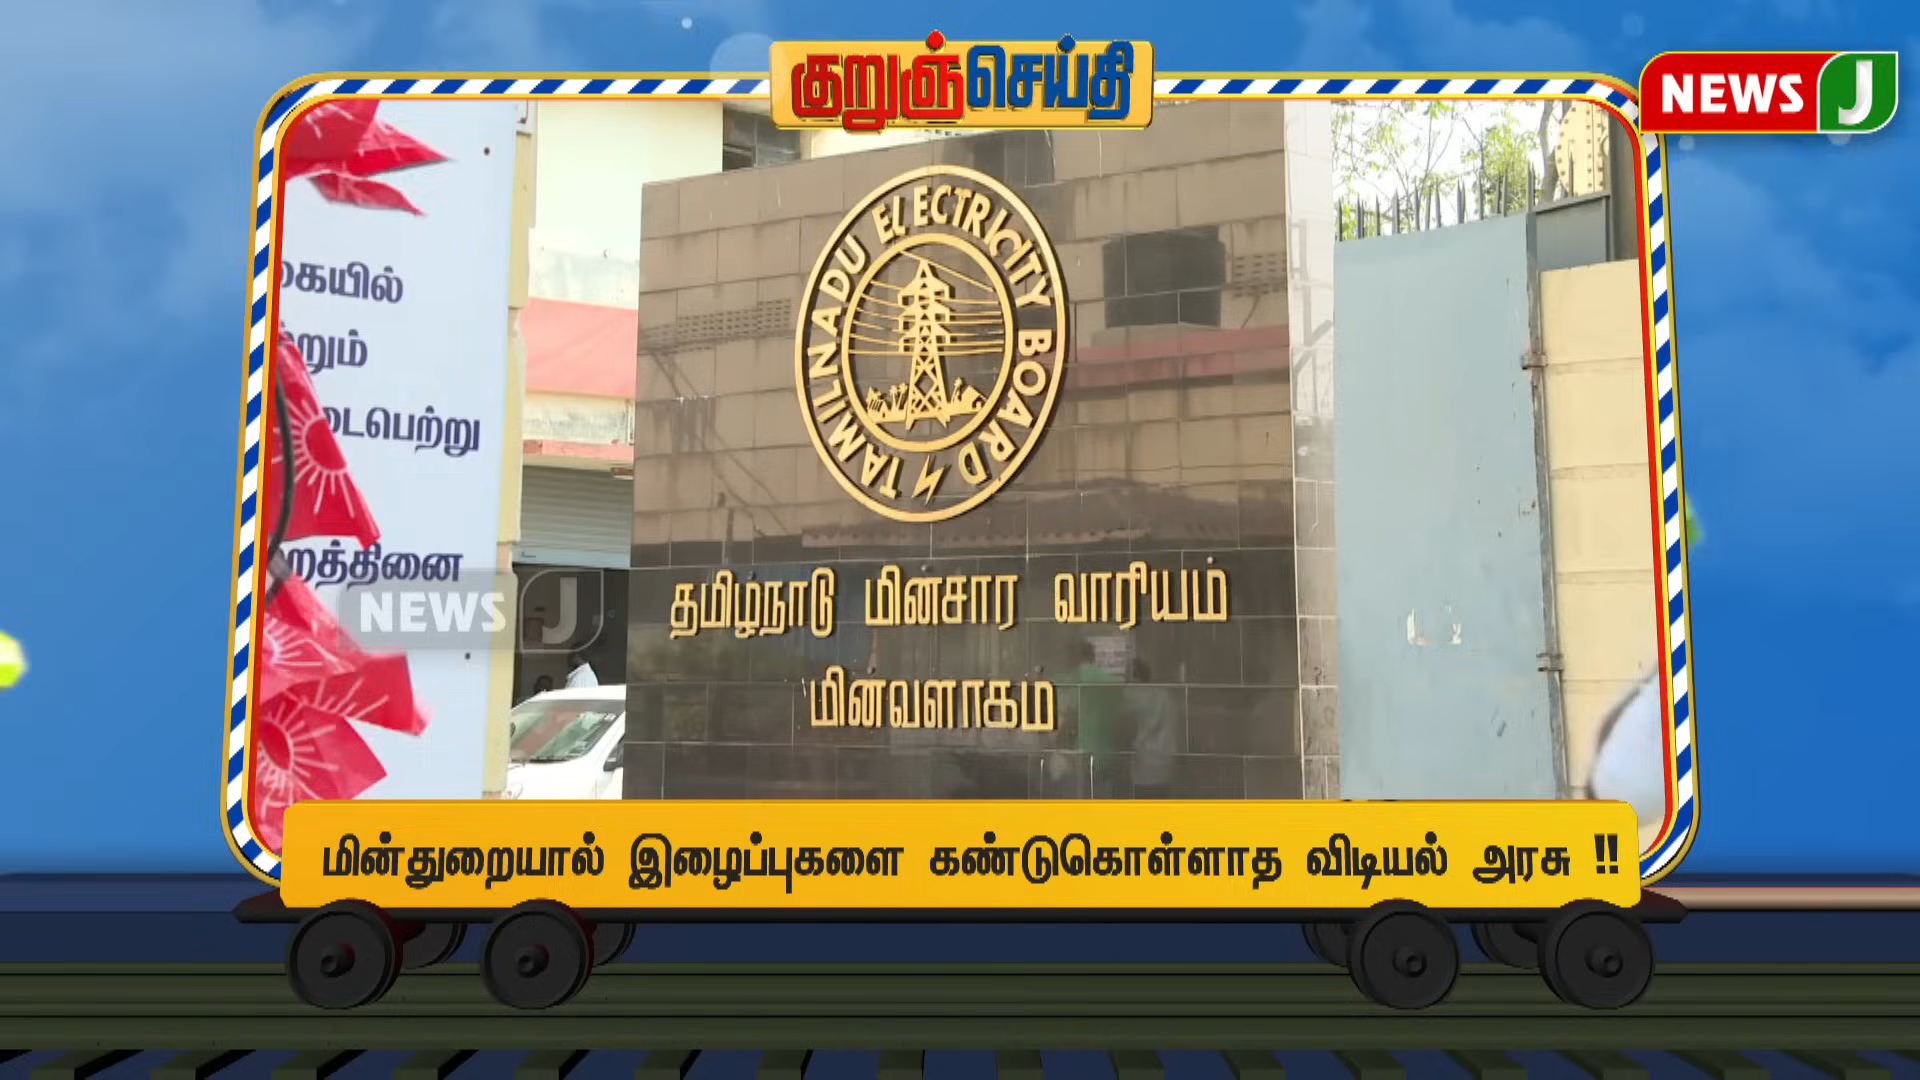 குறுஞ்செய்தி
NEWS J
கையில்
றும்
டைபெற்று
றத்தினை
NEWS J
TAMILNADU ELECTRICITY BOARD
தமிழ்நாடு மின்சார வாரியம்
மின்வளாகம்
மின்துறையால் இழைப்புகளை கண்டுகொள்ளாத விடியல் அரசு !!